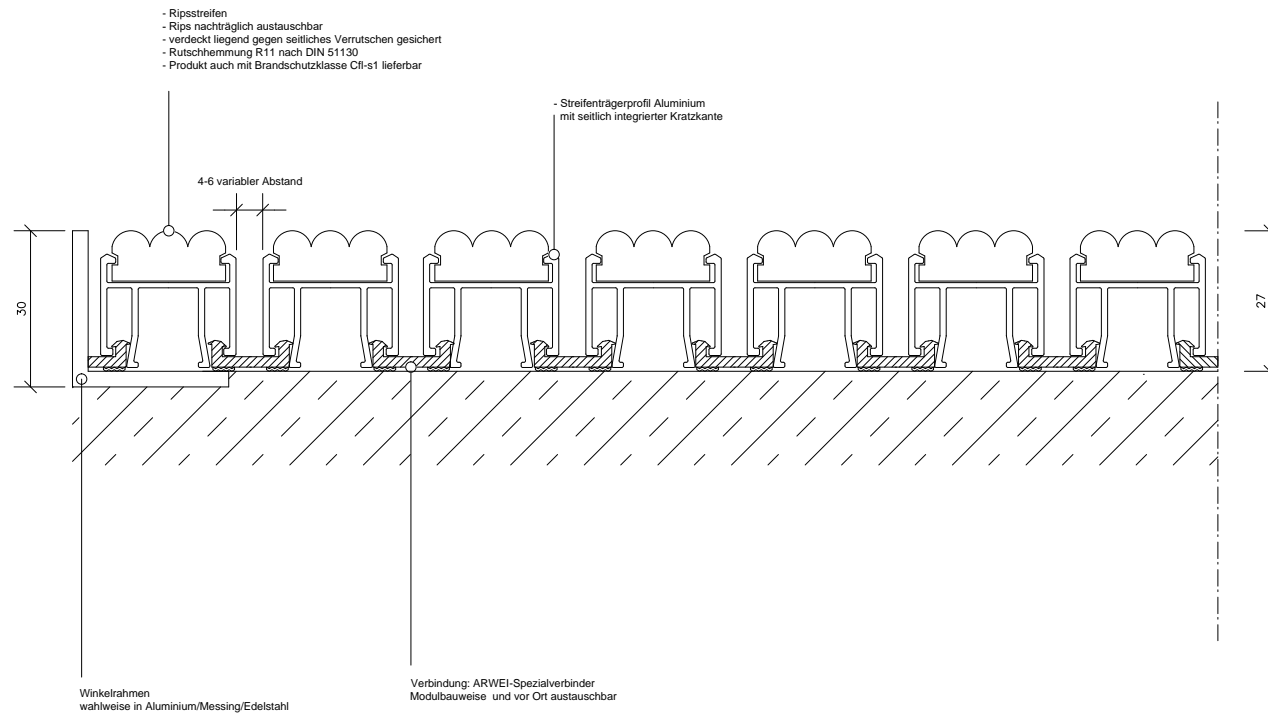 - Ripsstreifen
- Rips nachträglich austauschbar
- verdeckt liegend gegen seitliches Verrutschen gesichert
- Rutschhemmung R11 nach DIN 51130
- Produkt auch mit Brandschutzklasse Cfl-s1 lieferbar
- Streifenträgerprofil Aluminium
mit seitlich integrierter Kratzkante
4-6 variabler Abstand
30
27
Winkelrahmen
wahlweise in Aluminium/Messing/Edelstahl
Verbindung: ARWEI-Spezialverbinder
Modulbauweise und vor Ort austauschbar